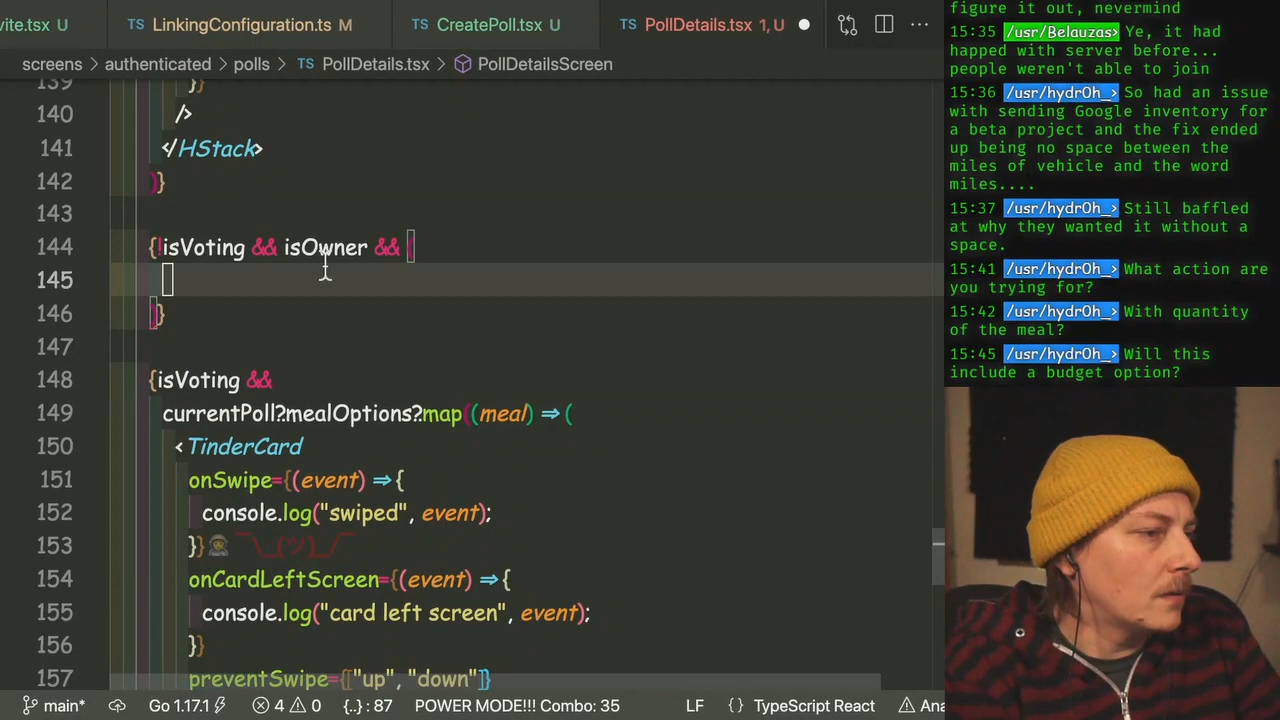 vite.tsx U
TS LinkingConfiguration.ts M
TS CreatePoll.tsx U
TS PollDetails.tsx 1, U
screens > authenticated > polls > TS PollDetails.tsx > PollDetailsScreen
139 }}
140 />
141 </HStack>
142 )}
143
144 {!isVoting && isOwner && (
145
146 )}
147
148 {isVoting &&
149 currentPoll?.mealOptions?.map((meal) => (
150 <TinderCard
151 onSwipe={(event) => {
152 console.log("swiped", event);
153 }} ¯\_(ツ)_/¯
154 onCardLeftScreen={(event) => {
155 console.log("card left screen", event);
156 }}
157 preventSwipe={["up", "down"]}
main* Go 1.17.1 4 0 {..} : 87 POWER MODE!!! Combo: 35 LF {} TypeScript React Ana
figure it out, nevermind
15:35 /usr/Belauzas> Ye, it had
happed with server before...
people weren't able to join
15:36 /usr/hydr0h_> So had an issue
with sending Google inventory for
a beta project and the fix ended
up being no space between the
miles of vehicle and the word
miles....
15:37 /usr/hydr0h_> Still baffled
at why they wanted it without a
space.
15:41 /usr/hydr0h_> What action are
you trying for?
15:42 /usr/hydr0h_> With quantity
of the meal?
15:45 /usr/hydr0h_> Will this
include a budget option?